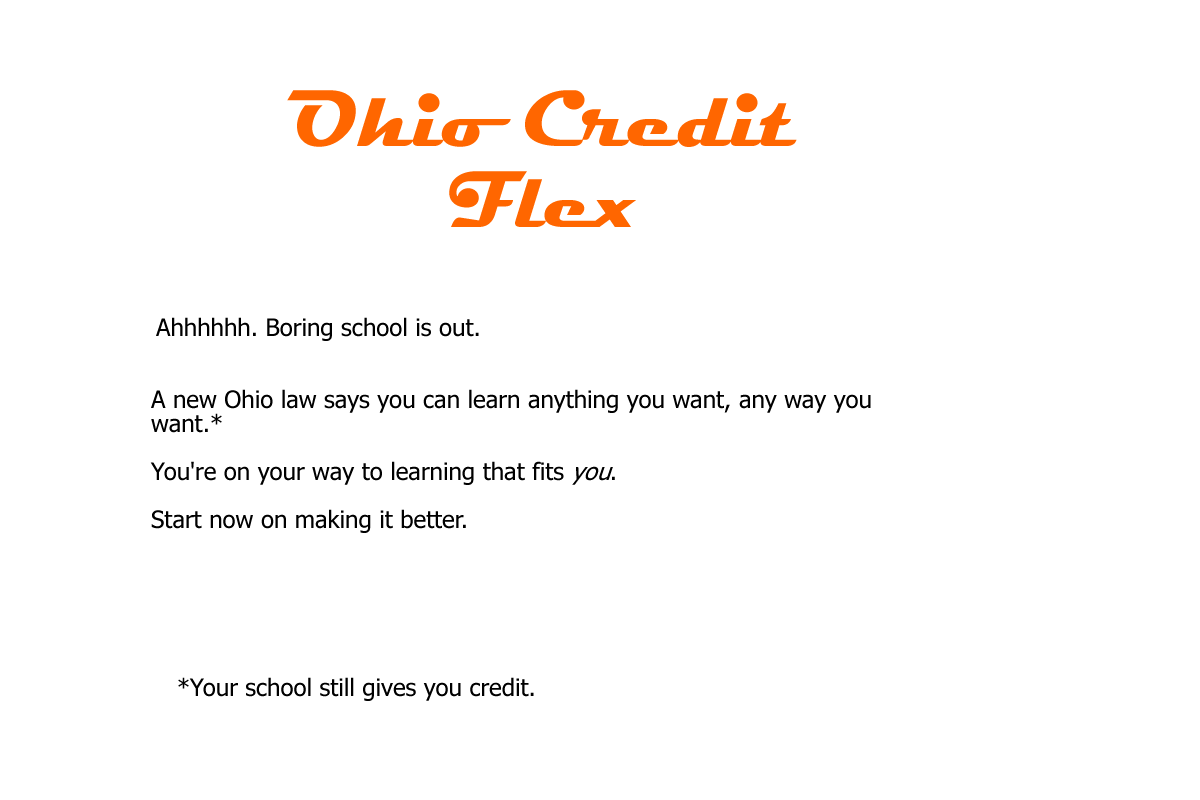 Ohio Credit
Flex
Ahhhhhh. Boring school is out.
A new Ohio law says you can learn anything you want, any way you
want.*
You're on your way to learning that fits you.
Start now on making it better.
*Your school still gives you credit.